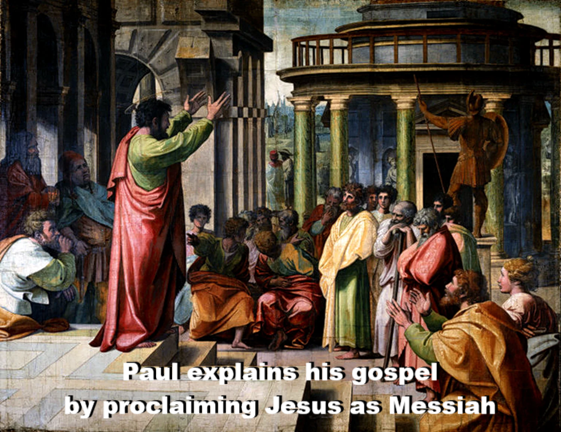 Paul explains his gospel
by proclaiming Jesus as Messiah